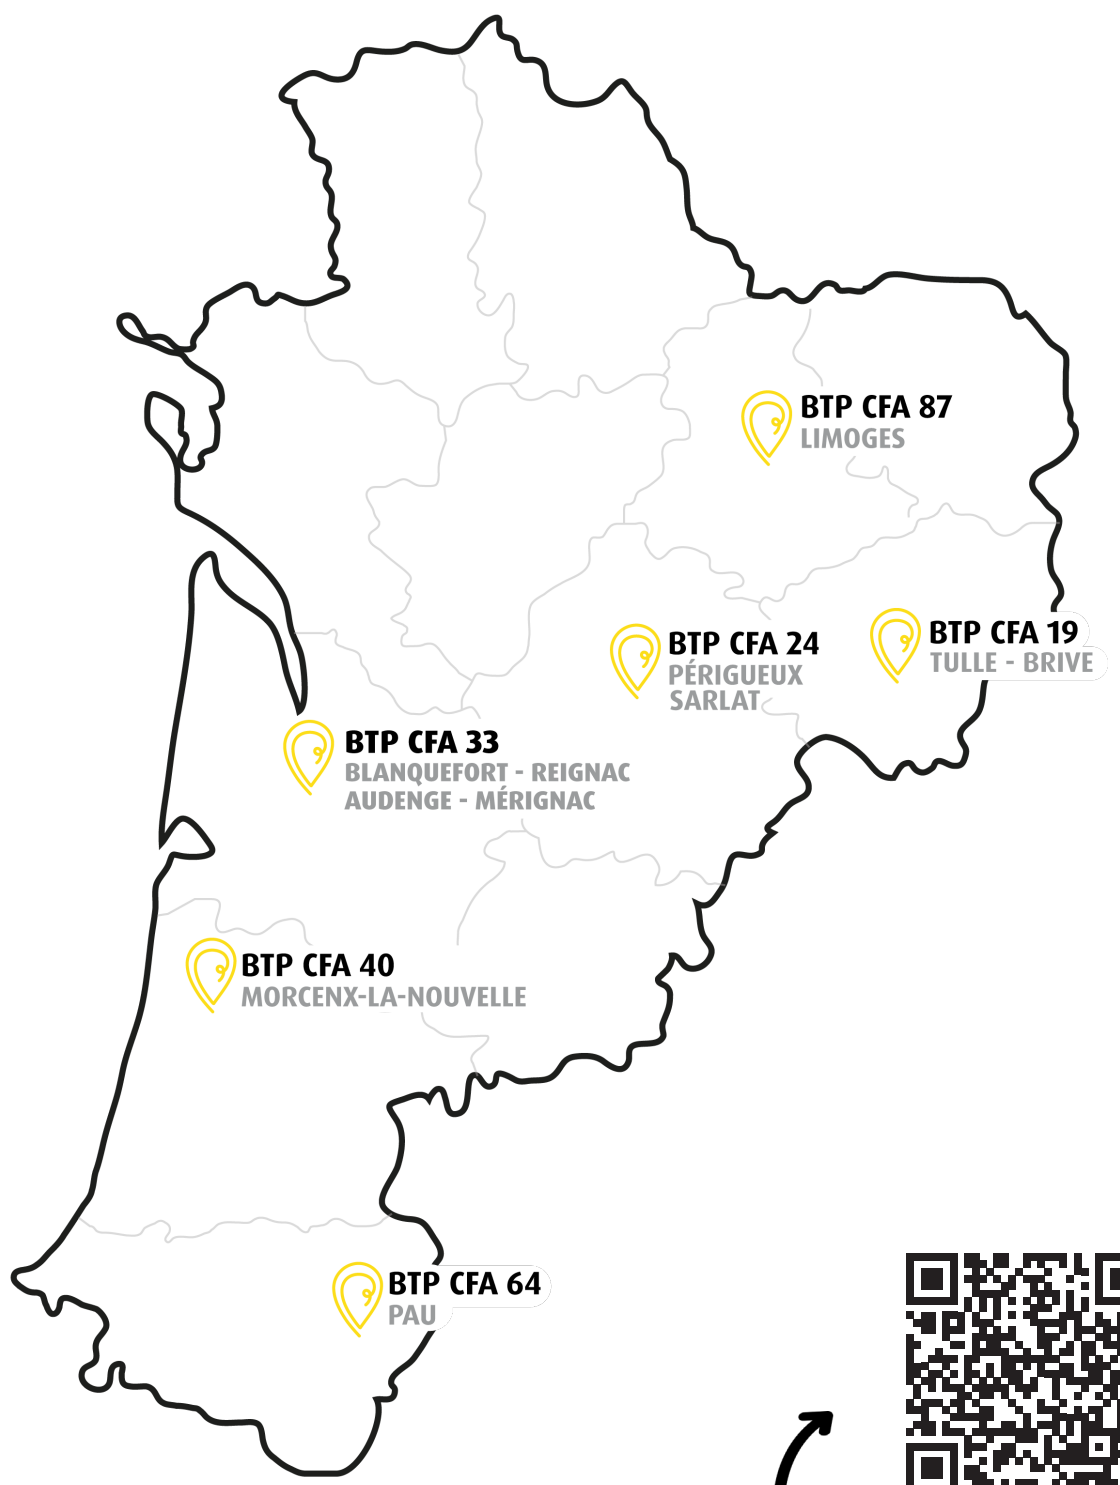 BTP CFA 87
LIMOGES
BTP CFA 19
TULLE - BRIVE
BTP CFA 24
PÉRIGUEUX
SARLAT
BTP CFA 33
BLANQUEFORT - REIGNAC
AUDENGE - MÉRIGNAC
BTP CFA 40
MORCENX-LA-NOUVELLE
BTP CFA 64
PAU